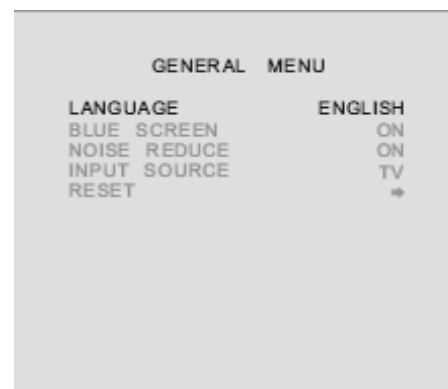 GENERAL MENU
LANGUAGE ENGLISH
BLUE SCREEN ON
NOISE REDUCE ON
INPUT SOURCE TV
RESET ➡